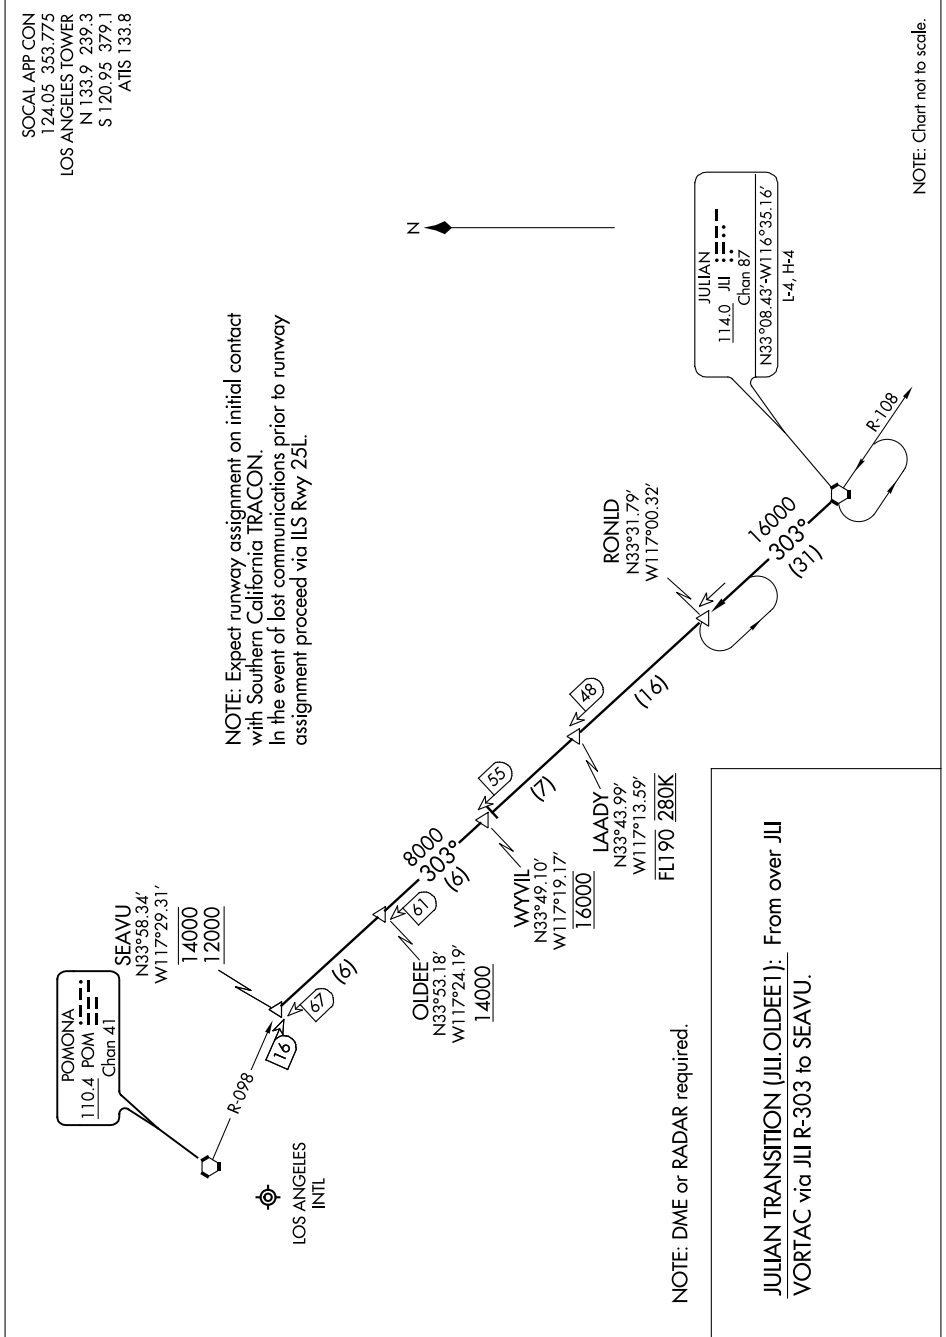 SOCAL APP CON
124.05 353.775
LOS ANGELES TOWER
N 133.9 239.3
S 120.95 379.1
ATIS 133.8
NOTE: Chart not to scale.
N
NOTE: Expect runway assignment on initial contact
with Southern California TRACON.
In the event of lost communications prior to runway
assignment proceed via ILS Rwy 25L.
JULIAN
114.0 JLI
Chan 87
N33°08.43'-W116°35.16'
L-4, H-4
R-108
16000
303°
(31)
RONLD
N33°31.79'
W117°00.32'
(16)
48
LAADY
N33°43.99'
W117°13.59'
FL190 280K
(7)
55
WYVIL
N33°49.10'
W117°19.17'
16000
8000
303°
(6)
61
OLDEE
N33°53.18'
W117°24.19'
14000
(6)
67
SEAVU
N33°58.34'
W117°29.31'
14000
12000
16
R-098
POMONA
110.4 POM
Chan 41
LOS ANGELES
INTL
NOTE: DME or RADAR required.
JULIAN TRANSITION (JLI.OLDEE1): From over JLI
VORTAC via JLI R-303 to SEAVU.